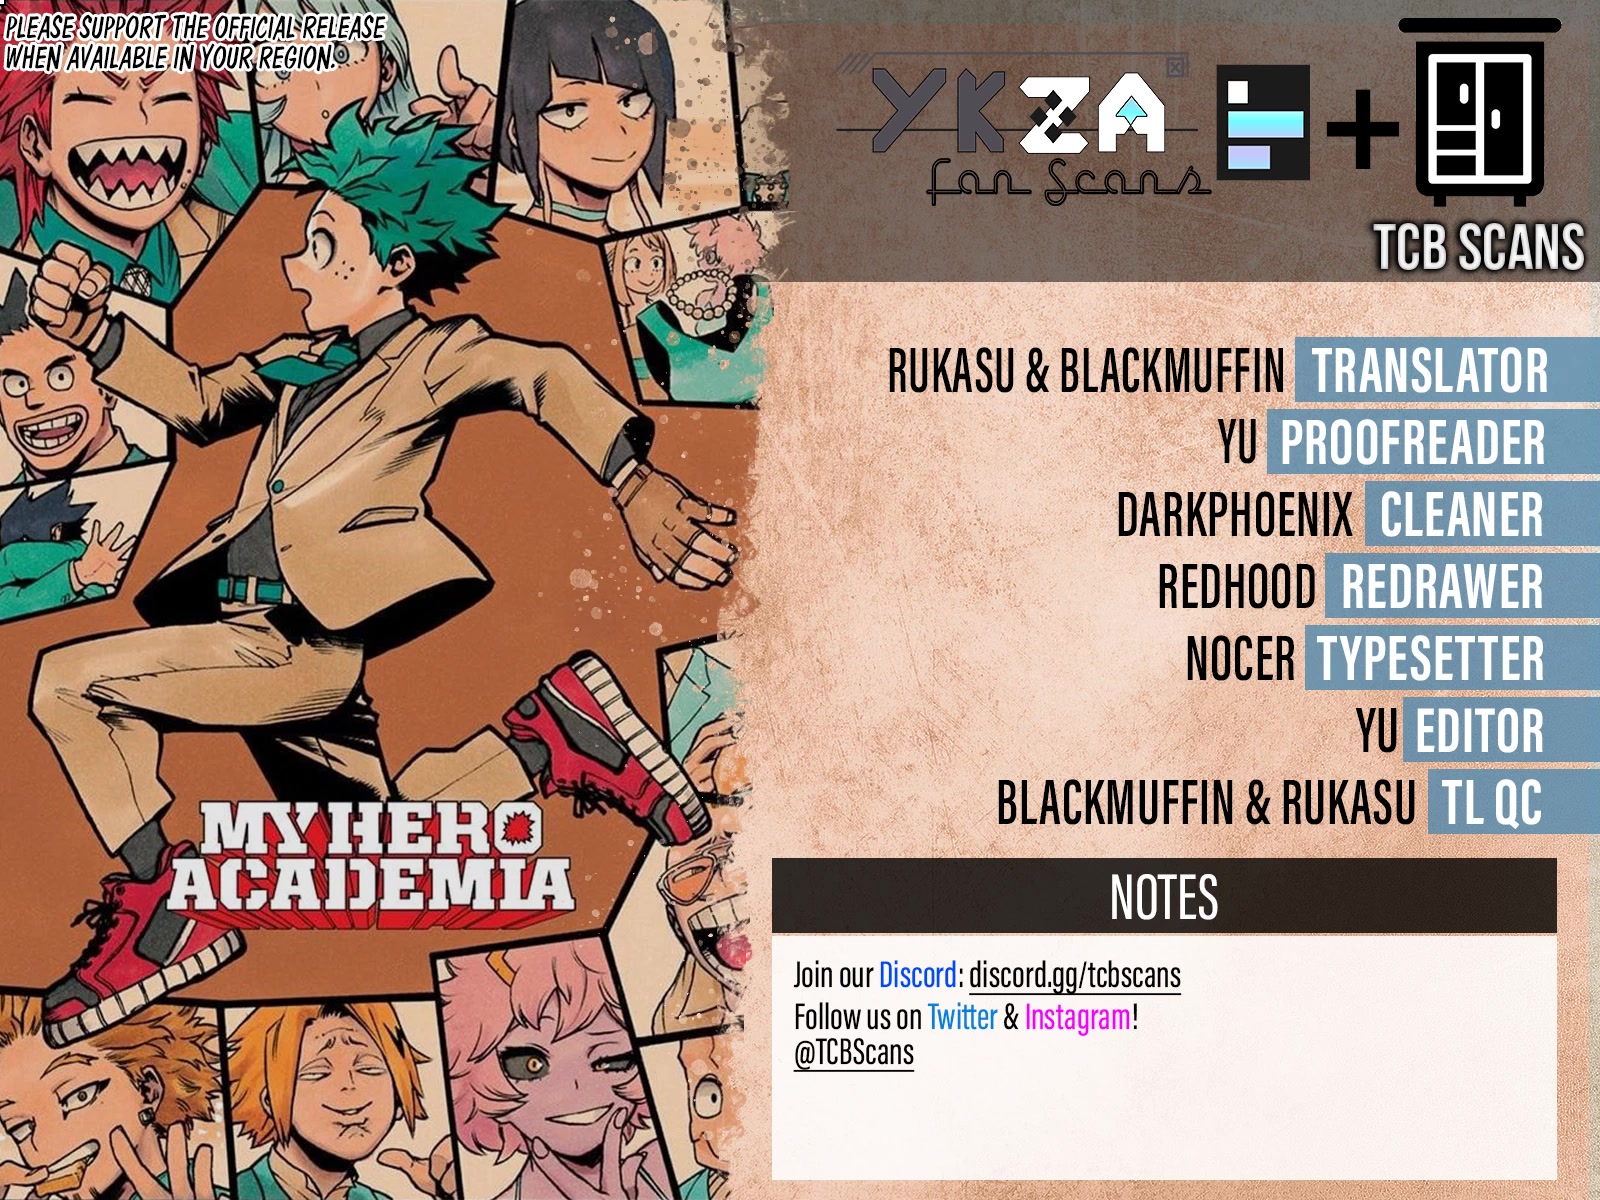 PLEASE SUPPORT THE OFFICIAL RELEASE
WHEN AVAILABLE IN YOUR REGION.
YKZA
Fan Scans
+
TCB SCANS
RUKASU & BLACKMUFFIN TRANSLATOR
YU PROOFREADER
DARKPHOENIX CLEANER
REDHOOD REDRAWER
NOCER TYPESETTER
YU EDITOR
BLACKMUFFIN & RUKASU TL QC
MY HERO
ACADEMIA
NOTES
Join our Discord: discord.gg/tcbscans
Follow us on Twitter & Instagram!
@TCBScans